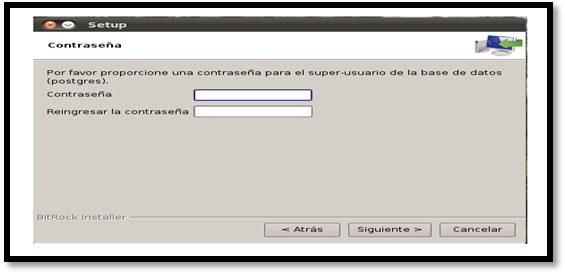 Setup
Contraseña
Por favor proporcione una contraseña para el super-usuario de la base de datos
(postgres).
Contraseña
Reingresar la contraseña
BitRock Installer
< Atrás
Siguiente >
Cancelar